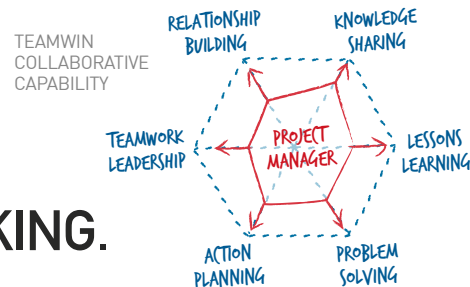 TEAMWIN
COLLABORATIVE
CAPABILITY
RELATIONSHIP
BUILDING
KNOWLEDGE
SHARING
TEAMWORK
LEADERSHIP
PROJECT
MANAGER
LESSONS
LEARNING
KING.
ACTION
PLANNING
PROBLEM
SOLVING